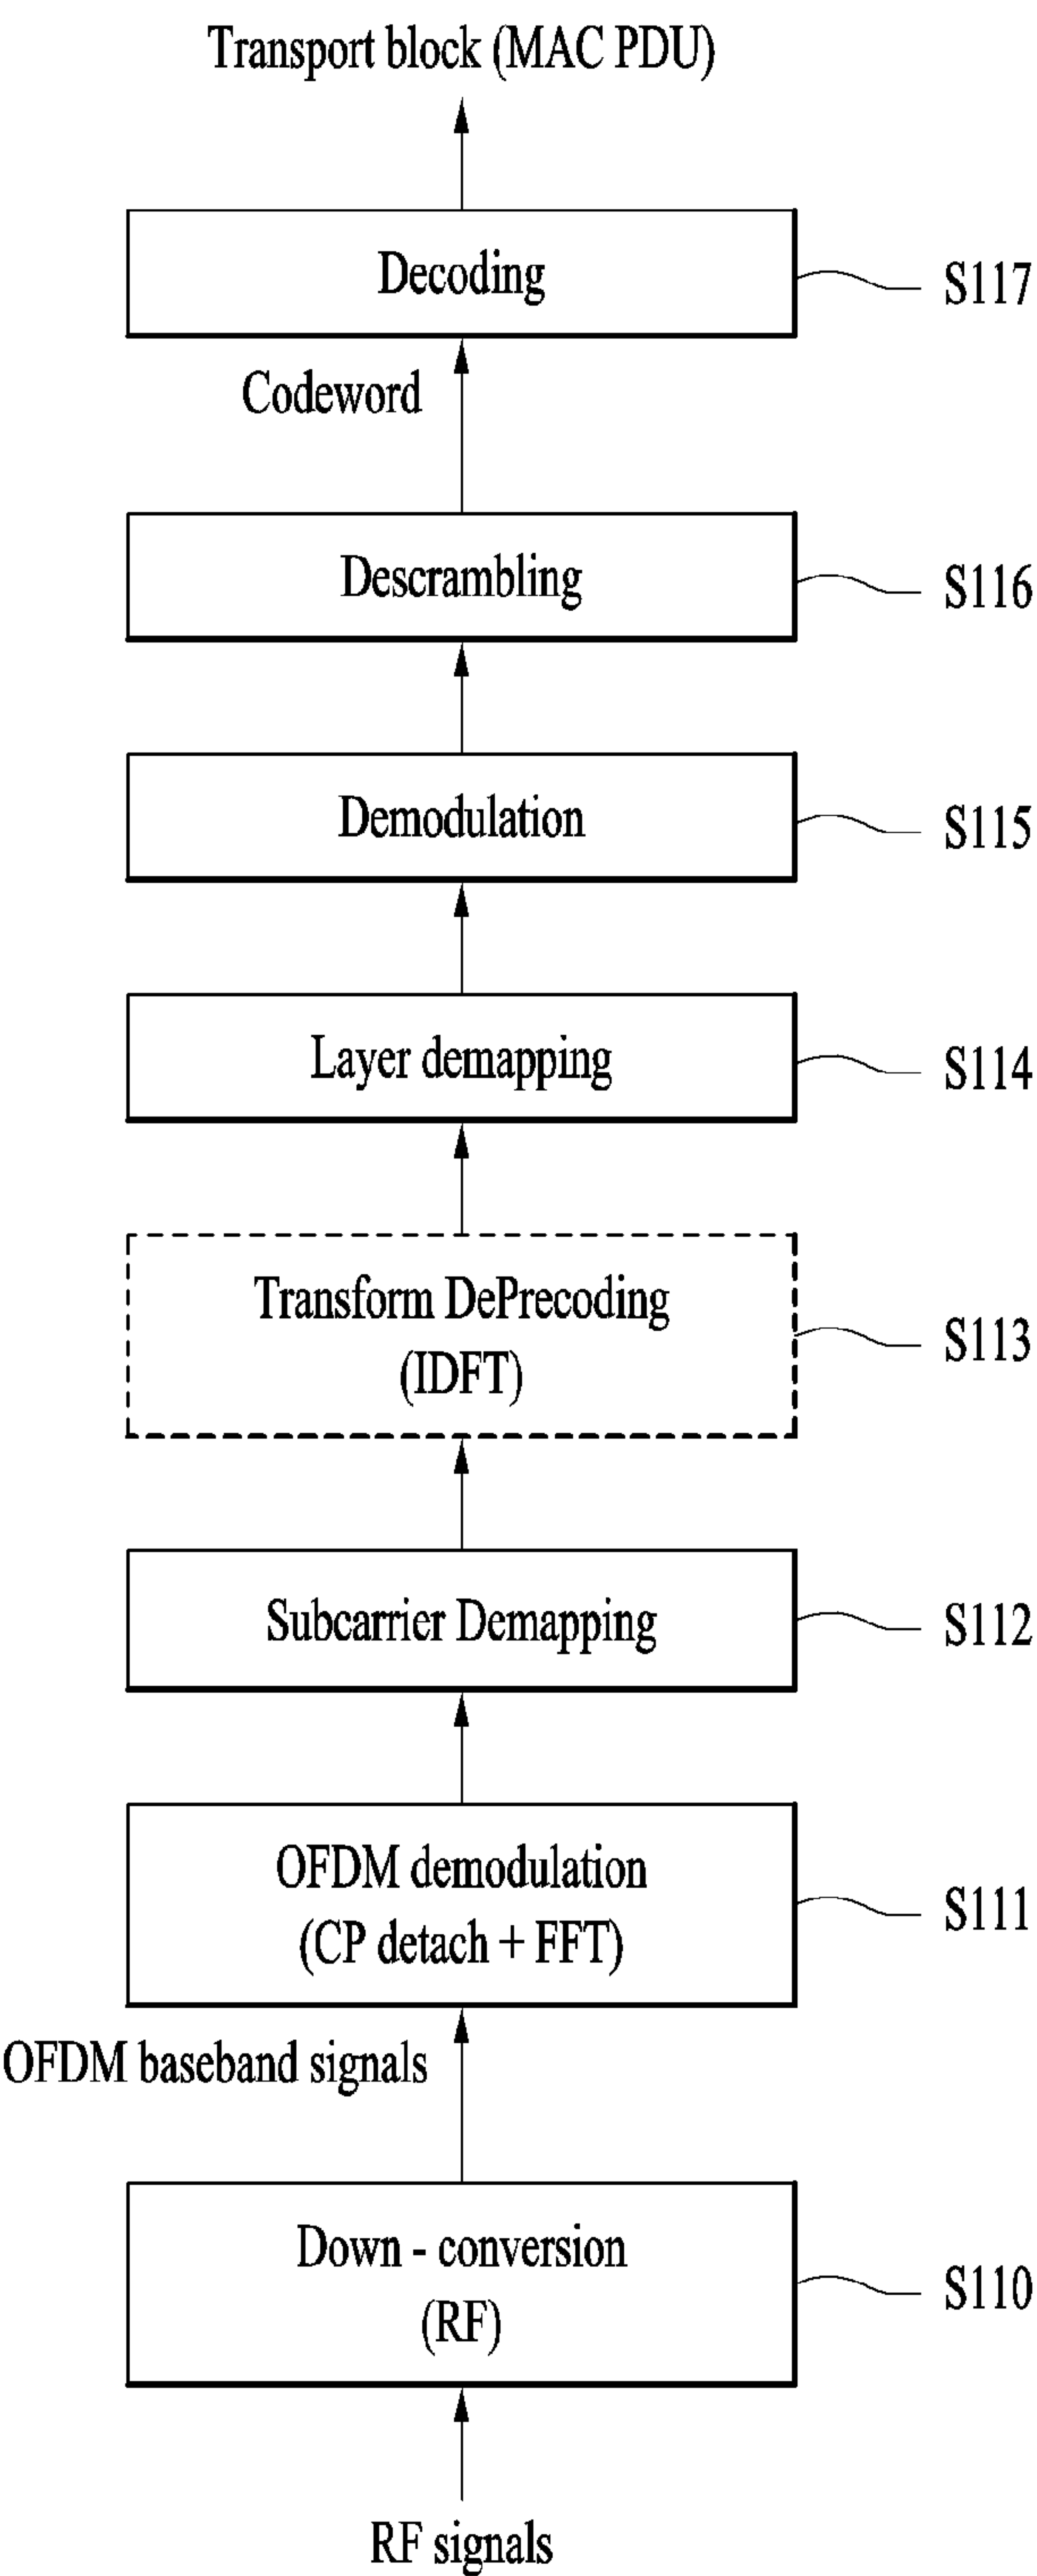 Transport block (MAC PDU)
Decoding
S117
Codeword
Descrambling
S116
Demodulation
S115
Layer demapping
S114
Transform DePrecoding
(IDFT)
S113
Subcarrier Demapping
S112
OFDM demodulation
(CP detach + FFT)
S111
OFDM baseband signals
Down - conversion
(RF)
S110
RF signals